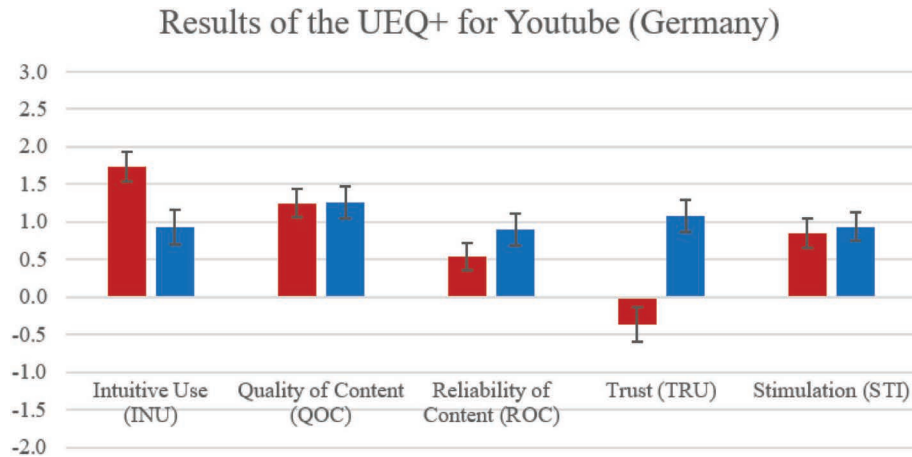 Results of the UEQ+ for Youtube (Germany)
3.0
2.5
2.0
1.5
1.0
0.5
0.0
-0.5
-1.0
-1.5
-2.0
Intuitive Use
(INU)
Quality of Content
(QOC)
Reliability of
Content (ROC)
Trust (TRU)
Stimulation (STI)